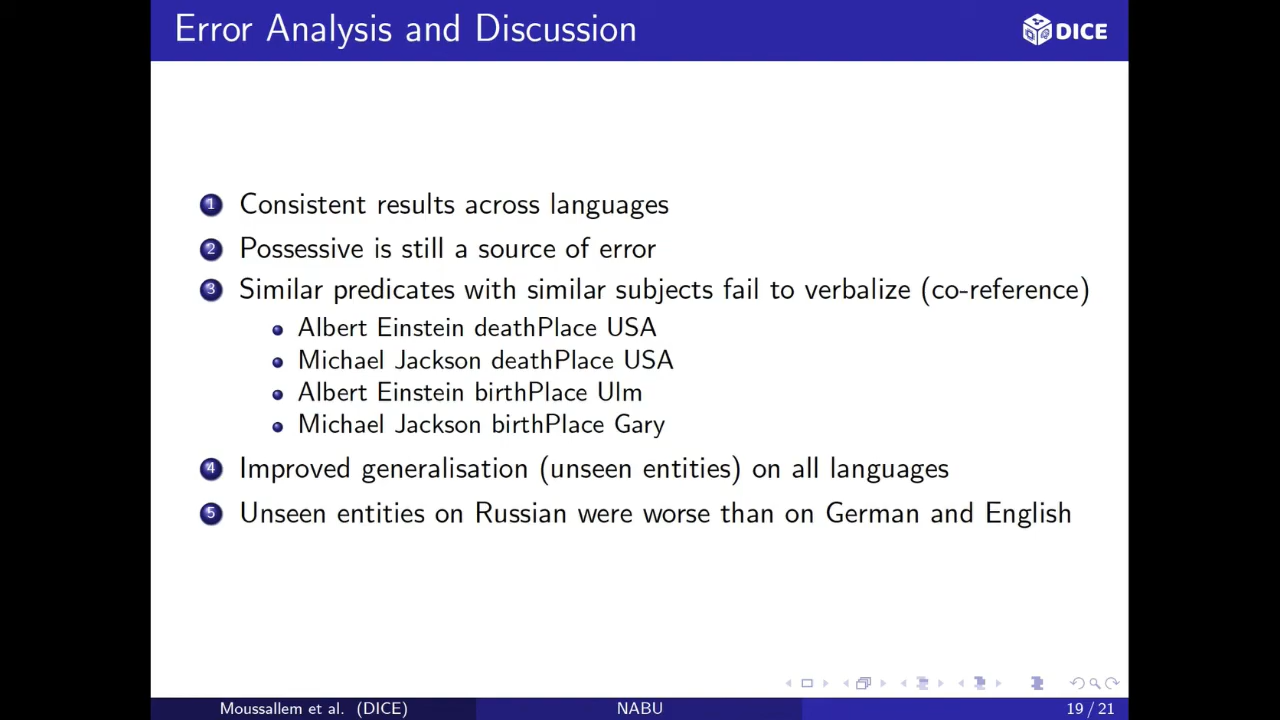 Error Analysis and Discussion
DICE
1 Consistent results across languages
2 Possessive is still a source of error
3 Similar predicates with similar subjects fail to verbalize (co-reference)
Albert Einstein deathPlace USA
Michael Jackson deathPlace USA
Albert Einstein birthPlace Ulm
Michael Jackson birthPlace Gary
4 Improved generalisation (unseen entities) on all languages
5 Unseen entities on Russian were worse than on German and English
Moussallem et al. (DICE)
NABU
19 / 21